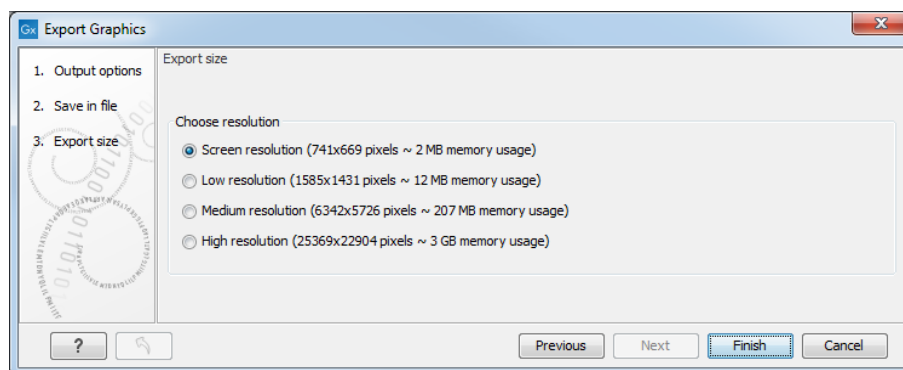 Gx Export Graphics
1. Output options
2. Save in file
3. Export size
Export size
Choose resolution
Screen resolution (741x669 pixels ~ 2 MB memory usage)
Low resolution (1585x1431 pixels ~ 12 MB memory usage)
Medium resolution (6342x5726 pixels ~ 207 MB memory usage)
High resolution (25369x22904 pixels ~ 3 GB memory usage)
?
Previous
Next
Finish
Cancel